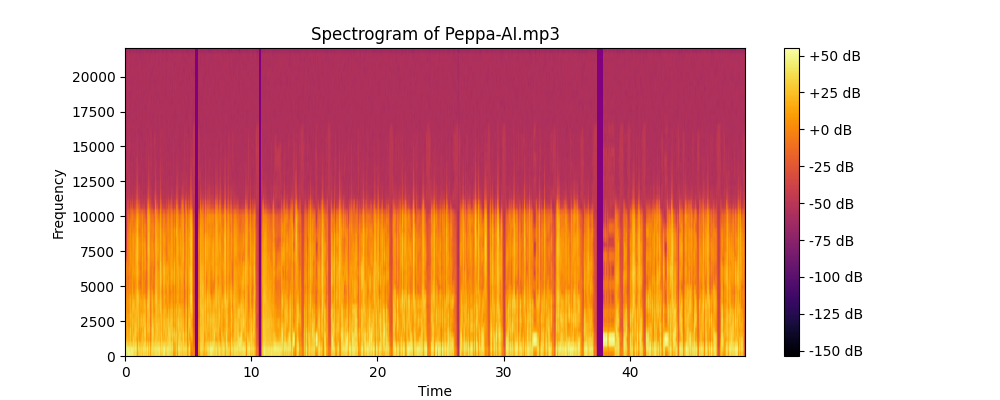 Spectrogram of Peppa-AI.mp3
20000
17500
15000
12500
10000
7500
5000
2500
0
Frequency
0 10 20 30 40
Time
+50 dB
+25 dB
+0 dB
-25 dB
-50 dB
-75 dB
-100 dB
-125 dB
-150 dB